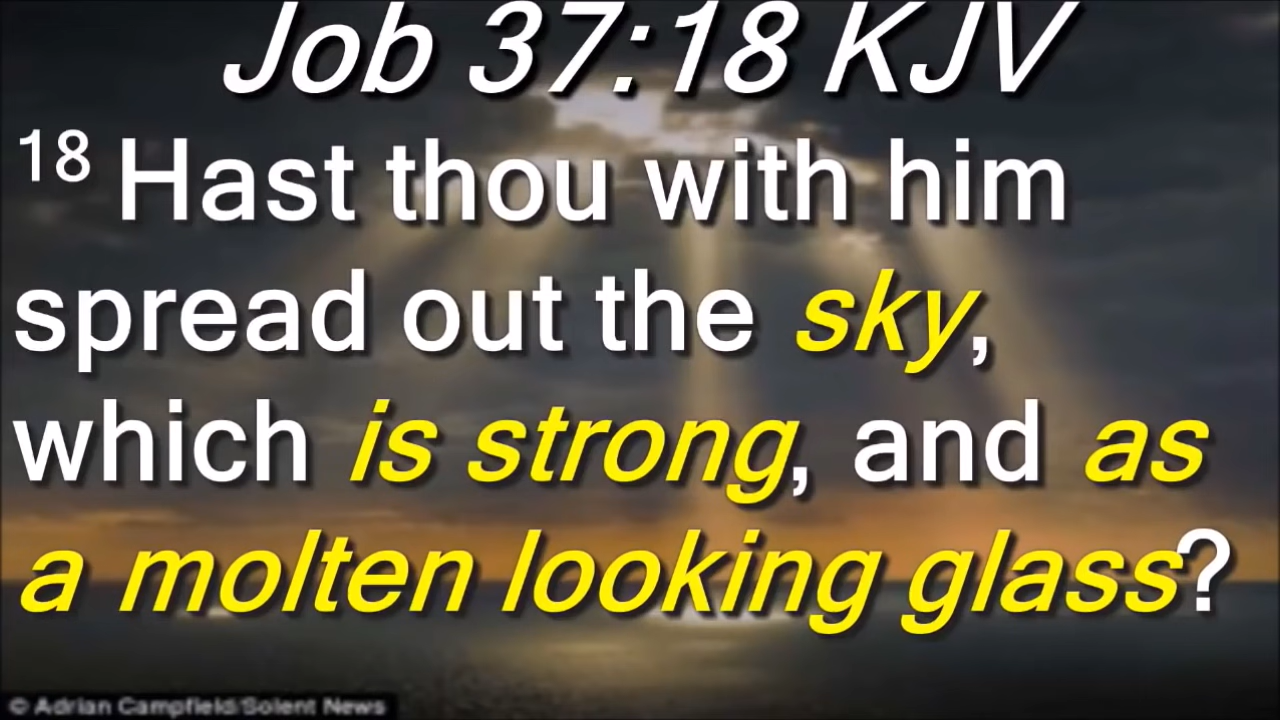 Job 37:18 KJV
18 Hast thou with him
spread out the sky,
which is strong, and as
a molten looking glass?
© Adrian Campfield/Solent News